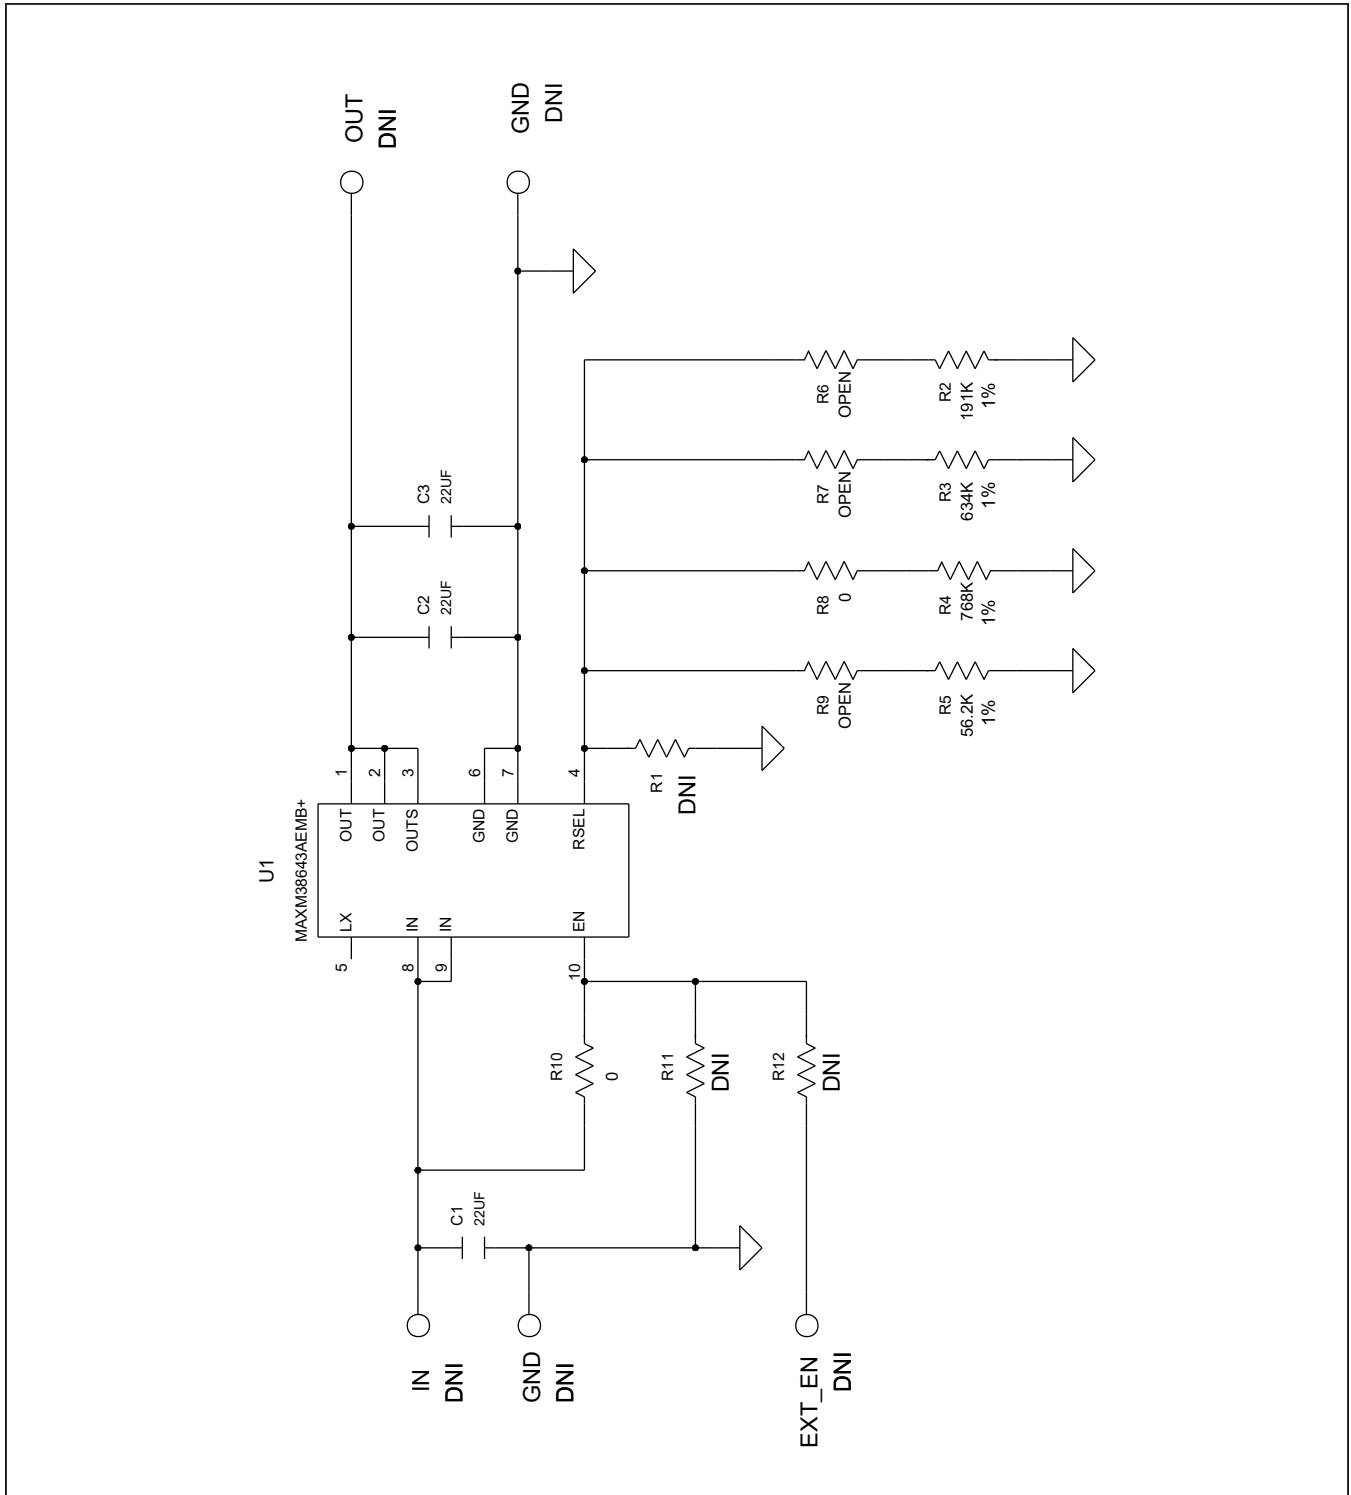 U1
MAXM38643AEMB+
5
LX
OUT
1
OUT
2
OUTS
3
8
IN
9
IN
GND
6
GND
7
10
EN
RSEL
4
OUT
DNI
GND
DNI
C2
22UF
C3
22UF
R1
DNI
R9
OPEN
R5
56.2K
1%
R8
0
R4
768K
1%
R7
OPEN
R3
634K
1%
R6
OPEN
R2
191K
1%
IN
DNI
C1
22UF
GND
DNI
R10
0
R11
DNI
R12
DNI
EXT_EN
DNI